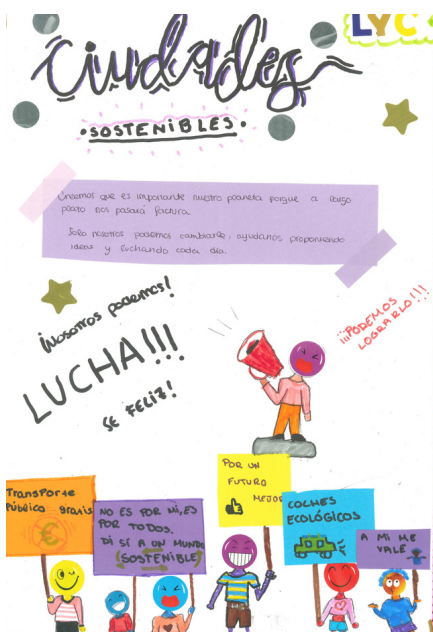 LYC
Ciudades
• SOSTENIBLES •
Creemos que es importante nuestro planeta porque a largo
plazo nos pasará factura.
Solo nosotros podemos cambiarlo, ayudanos proponiendo
ideas y luchando cada día.
¡Nosotros podemos!
LUCHA!!!
SE FELIZ!
¡¡¡PODEMOS
LOGRARLO!!!
POR UN
FUTURO
MEJOR
TransPorte
Público gratis
€
NO ES POR MI, ES
POR TODOS.
DI SÍ A UN MUNDO
(SOSTENIBLE)
COCHES
ECOLÓGICOS
A MI ME
VALE